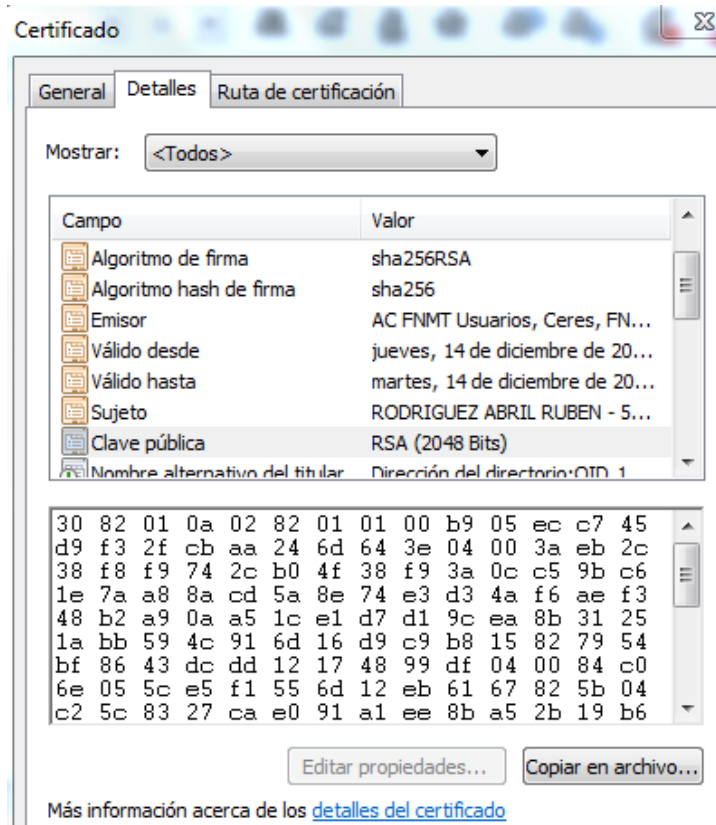 Certificado
General Detalles Ruta de certificación
Mostrar: <Todos>
Campo Valor
Algoritmo de firma sha256RSA
Algoritmo hash de firma sha256
Emisor AC FNMT Usuarios, Ceres, FN...
Válido desde jueves, 14 de diciembre de 20...
Válido hasta martes, 14 de diciembre de 20...
Sujeto RODRIGUEZ ABRIL RUBEN - 5...
Clave pública RSA (2048 Bits)
Nombre alternativo del titular Dirección del directorio:OID 1
30 82 01 0a 02 82 01 01 00 b9 05 ec c7 45
d9 f3 2f cb aa 24 6d 64 3e 04 00 3a eb 2c
38 f8 f9 74 2c b0 4f 38 f9 3a 0c c5 9b c6
1e 7a a8 8a cd 5a 8e 74 e3 d3 4a f6 ae f3
48 b2 a9 0a a5 1c e1 d7 d1 9c ea 8b 31 25
1a bb 59 4c 91 6d 16 d9 c9 b8 15 82 79 54
bf 86 43 dc dd 12 17 48 99 df 04 00 84 c0
6e 05 5c e5 f1 55 6d 12 eb 61 67 82 5b 04
c2 5c 83 27 ca e0 91 a1 ee 8b a5 2b 19 b6
Editar propiedades... Copiar en archivo...
Más información acerca de los detalles del certificado